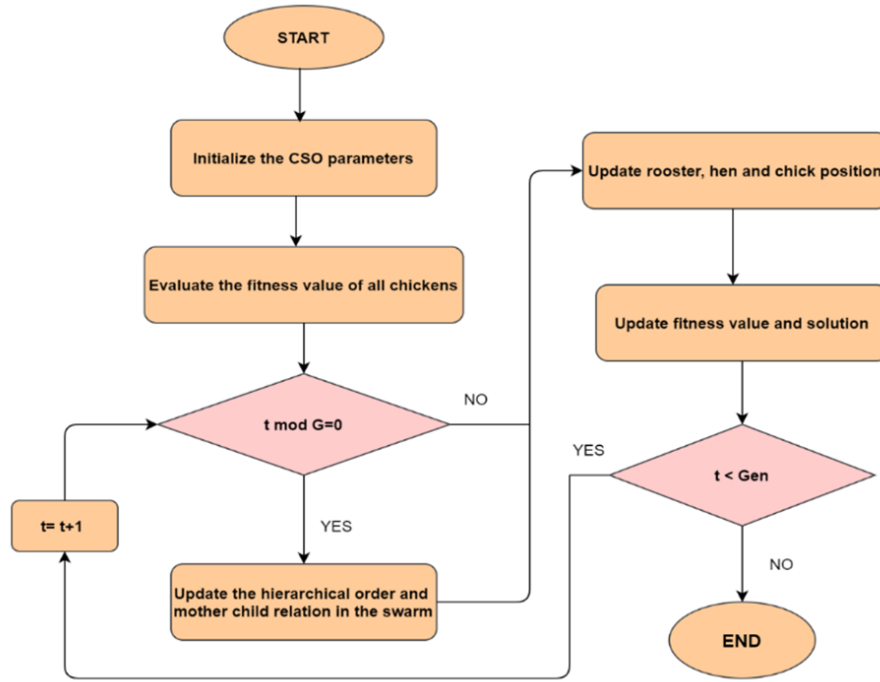 START
Initialize the CSO parameters
Evaluate the fitness value of all chickens
t mod G=0
NO
YES
t= t+1
Update the hierarchical order and
mother child relation in the swarm
Update rooster, hen and chick position
Update fitness value and solution
t < Gen
YES
NO
END